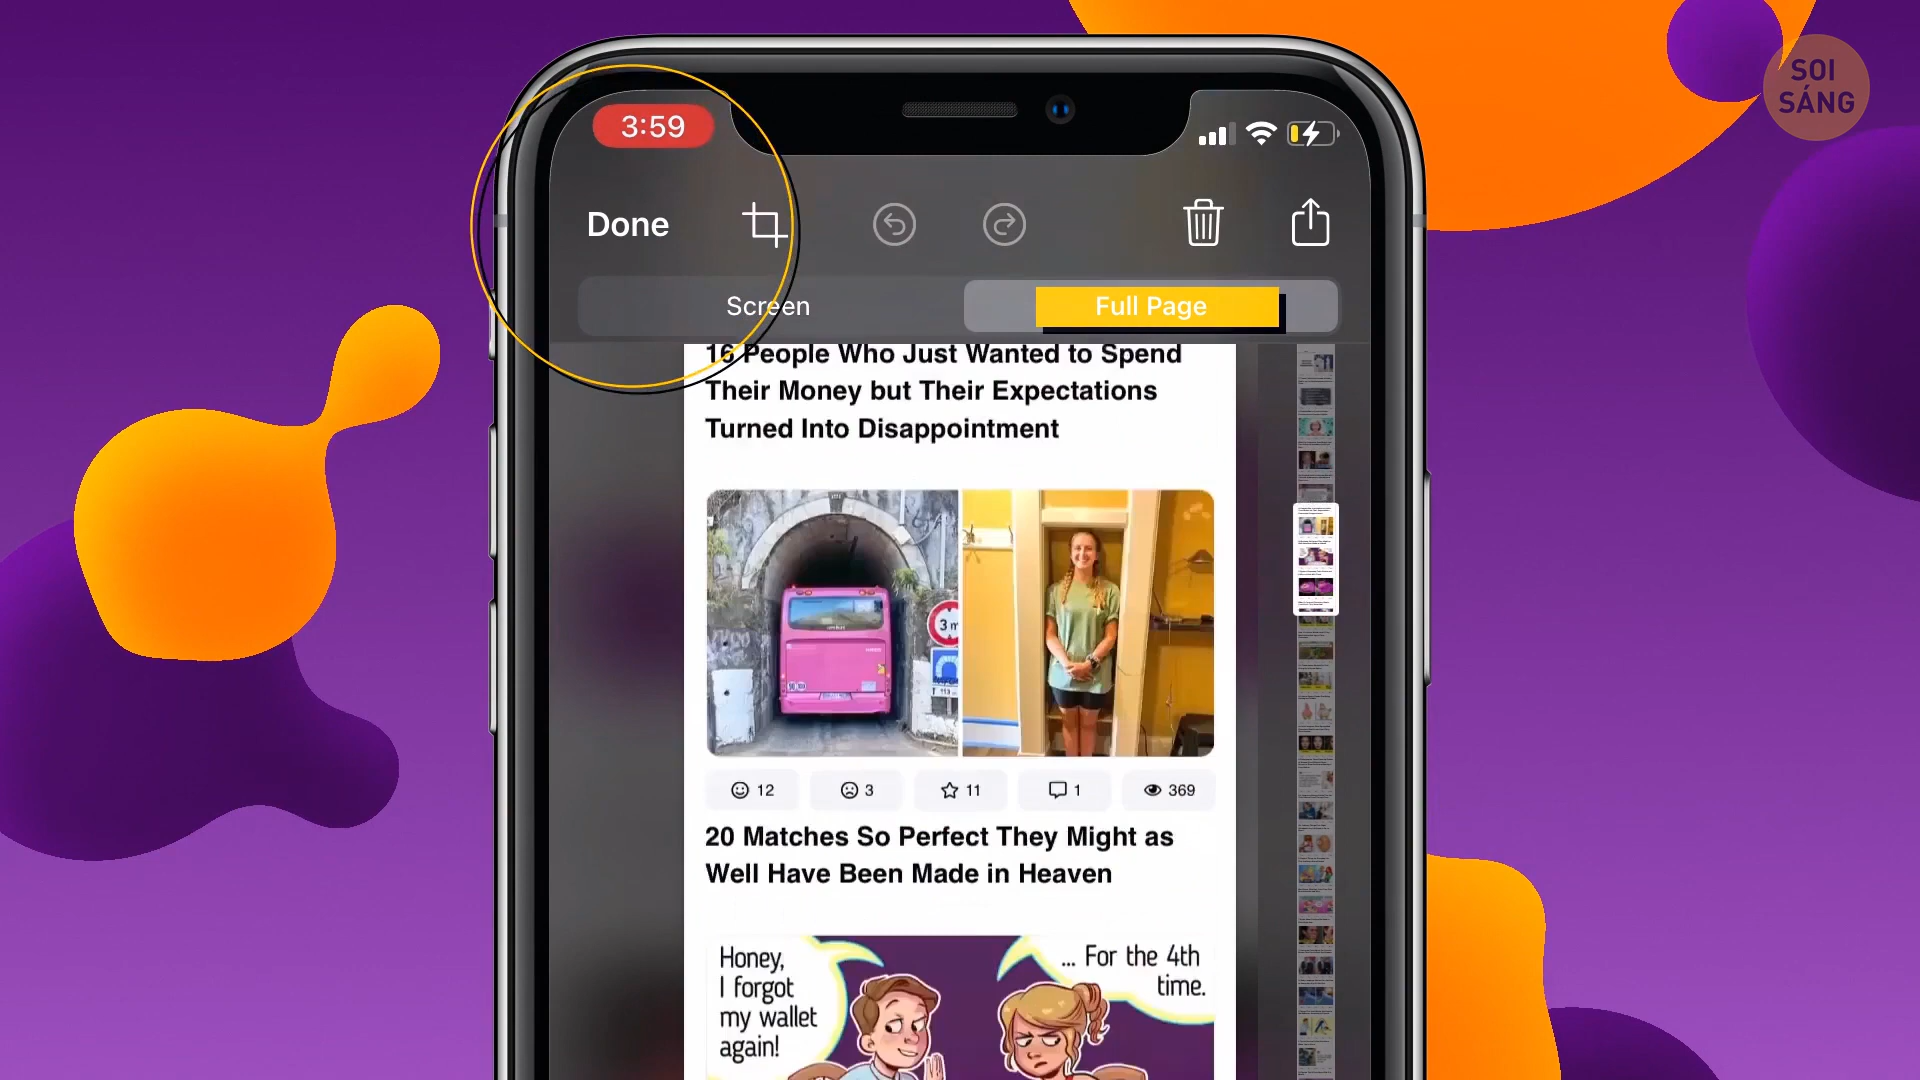 SOI
SÁNG
3:59
Done
Screen
Full Page
16 People Who Just Wanted to Spend
Their Money but Their Expectations
Turned Into Disappointment
3 m
12
3
11
1
369
20 Matches So Perfect They Might as
Well Have Been Made in Heaven
Honey,
I forgot
my wallet
again!
... For the 4th
time.